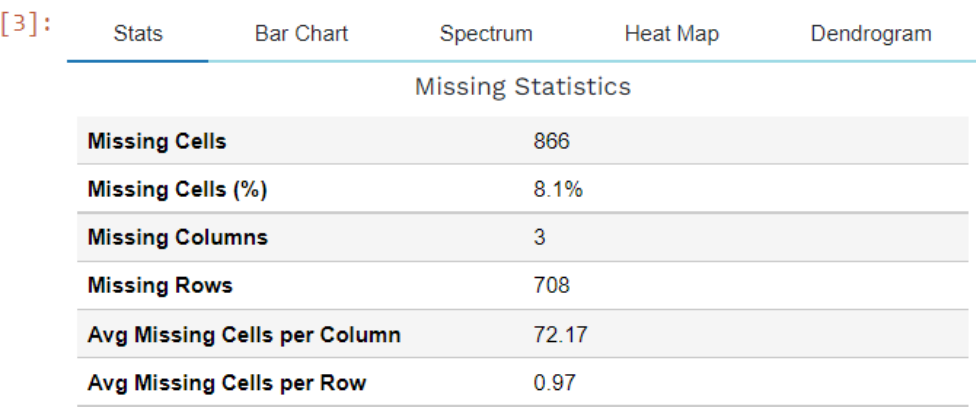 [3]:
Stats Bar Chart Spectrum Heat Map Dendrogram
Missing Statistics
Missing Cells 866
Missing Cells (%) 8.1%
Missing Columns 3
Missing Rows 708
Avg Missing Cells per Column 72.17
Avg Missing Cells per Row 0.97